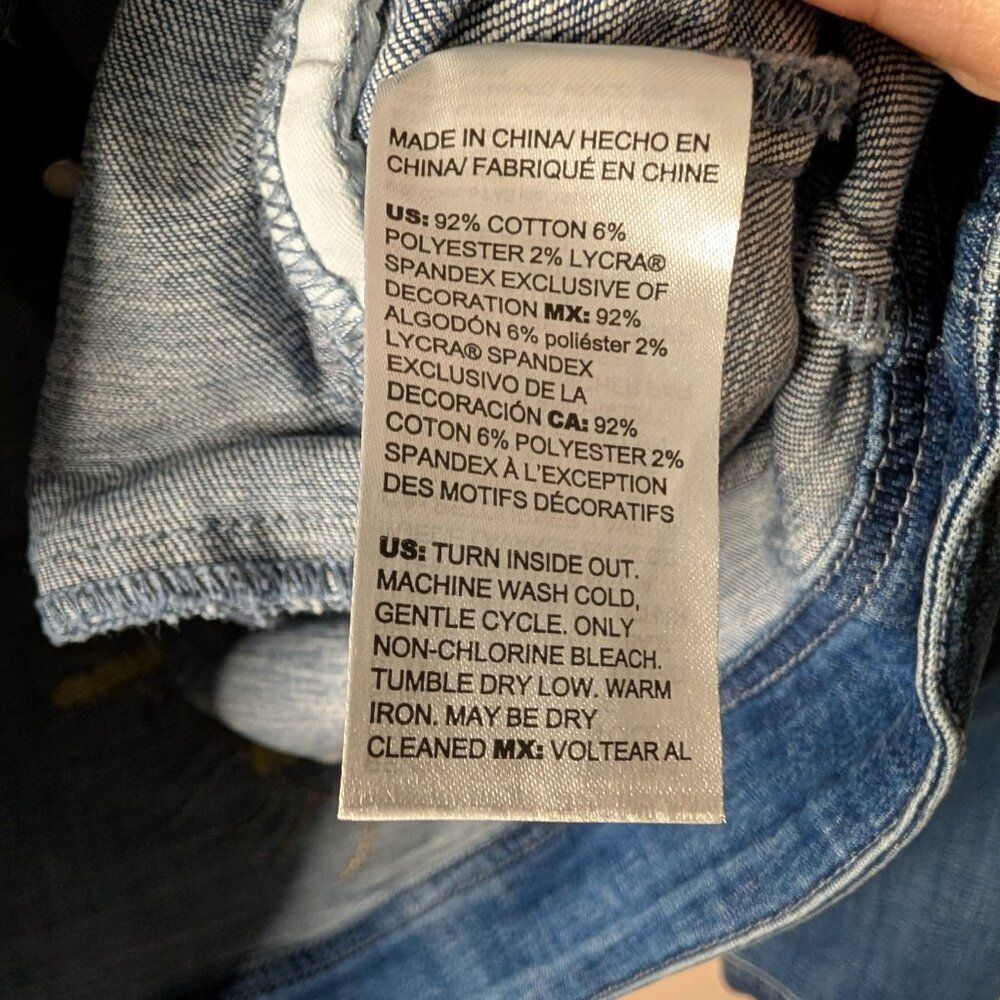 MADE IN CHINA/ HECHO EN
CHINA/ FABRIQUÉ EN CHINE
US: 92% COTTON 6%
POLYESTER 2% LYCRA®
SPANDEX EXCLUSIVE OF
DECORATION MX: 92%
ALGODÓN 6% poliéster 2%
LYCRA® SPANDEX
EXCLUSIVO DE LA
DECORACIÓN CA: 92%
COTON 6% POLYESTER 2%
SPANDEX À L'EXCEPTION
DES MOTIFS DÉCORATIFS
US: TURN INSIDE OUT.
MACHINE WASH COLD,
GENTLE CYCLE. ONLY
NON-CHLORINE BLEACH.
TUMBLE DRY LOW. WARM
IRON. MAY BE DRY
CLEANED MX: VOLTEAR AL